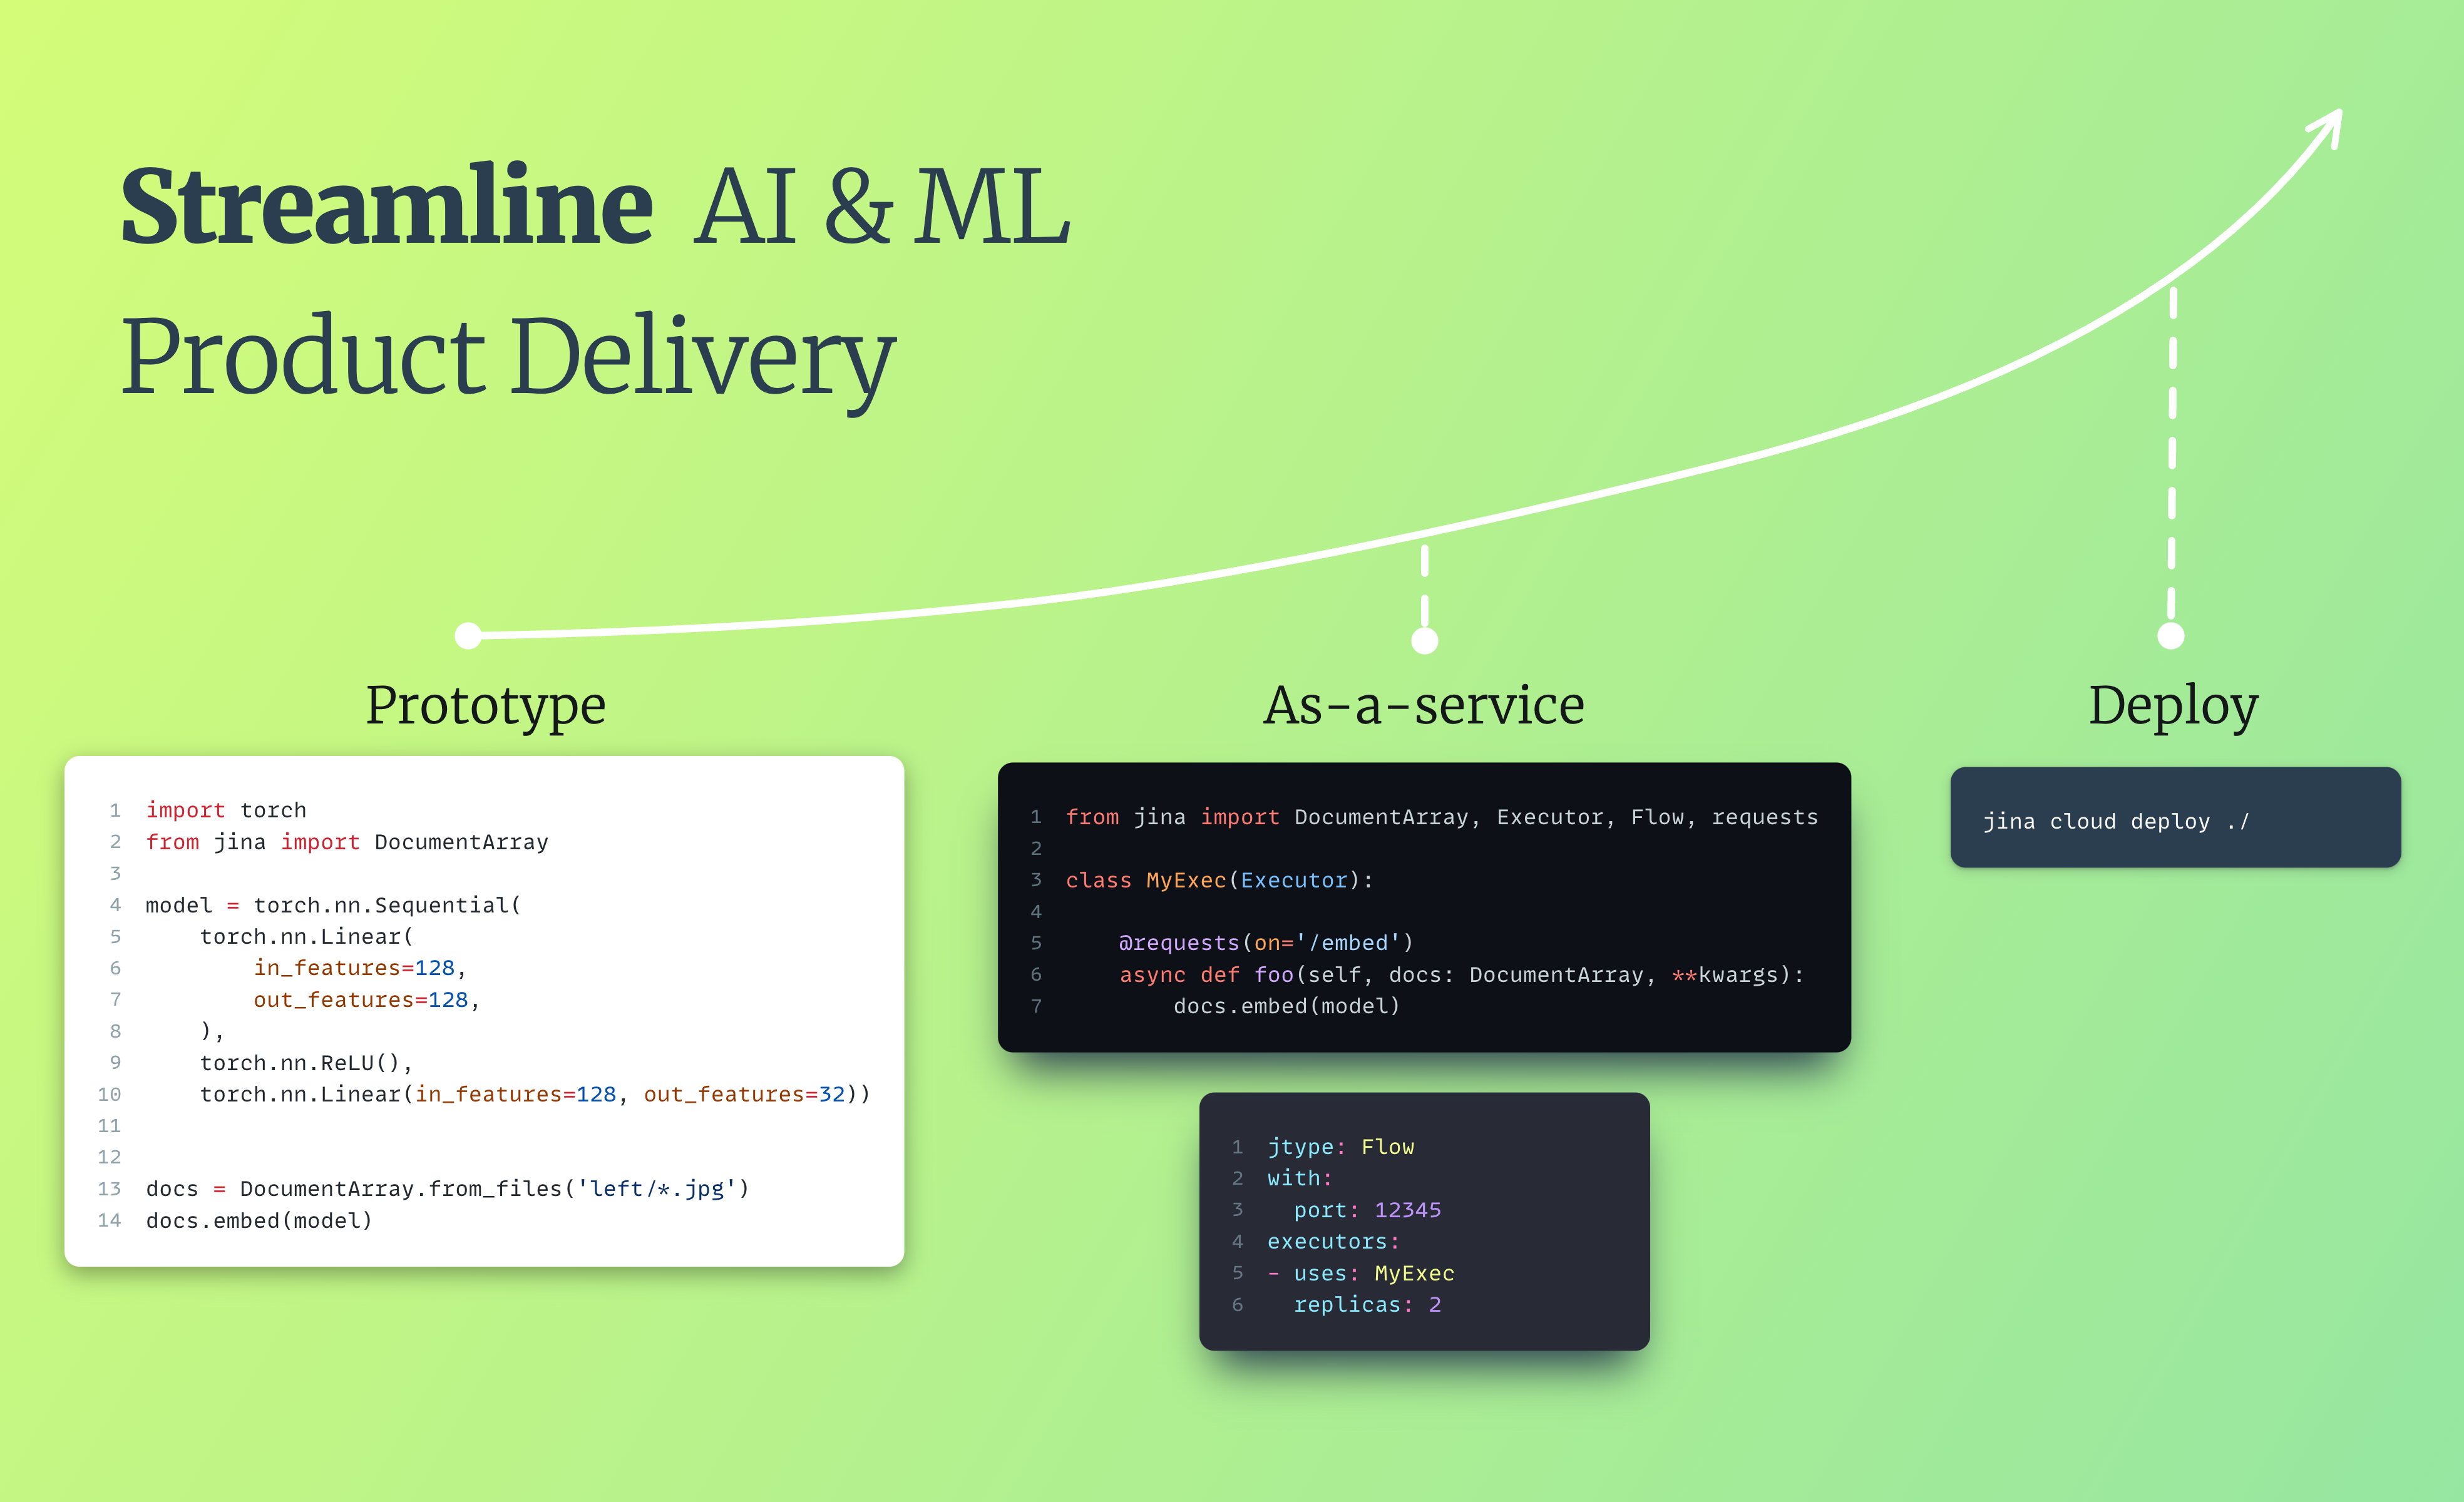 Streamline AI & ML
Product Delivery
Prototype
1 import torch
2 from jina import DocumentArray
3
4 model = torch.nn.Sequential(
5     torch.nn.Linear(
6         in_features=128,
7         out_features=128,
8     ),
9     torch.nn.ReLU(),
10     torch.nn.Linear(in_features=128, out_features=32))
11
12
13 docs = DocumentArray.from_files('left/*.jpg')
14 docs.embed(model)
As-a-service
1 from jina import DocumentArray, Executor, Flow, requests
2
3 class MyExec(Executor):
4
5     @requests(on='/embed')
6     async def foo(self, docs: DocumentArray, **kwargs):
7         docs.embed(model)
1 jtype: Flow
2 with:
3   port: 12345
4 executors:
5 - uses: MyExec
6   replicas: 2
Deploy
jina cloud deploy ./